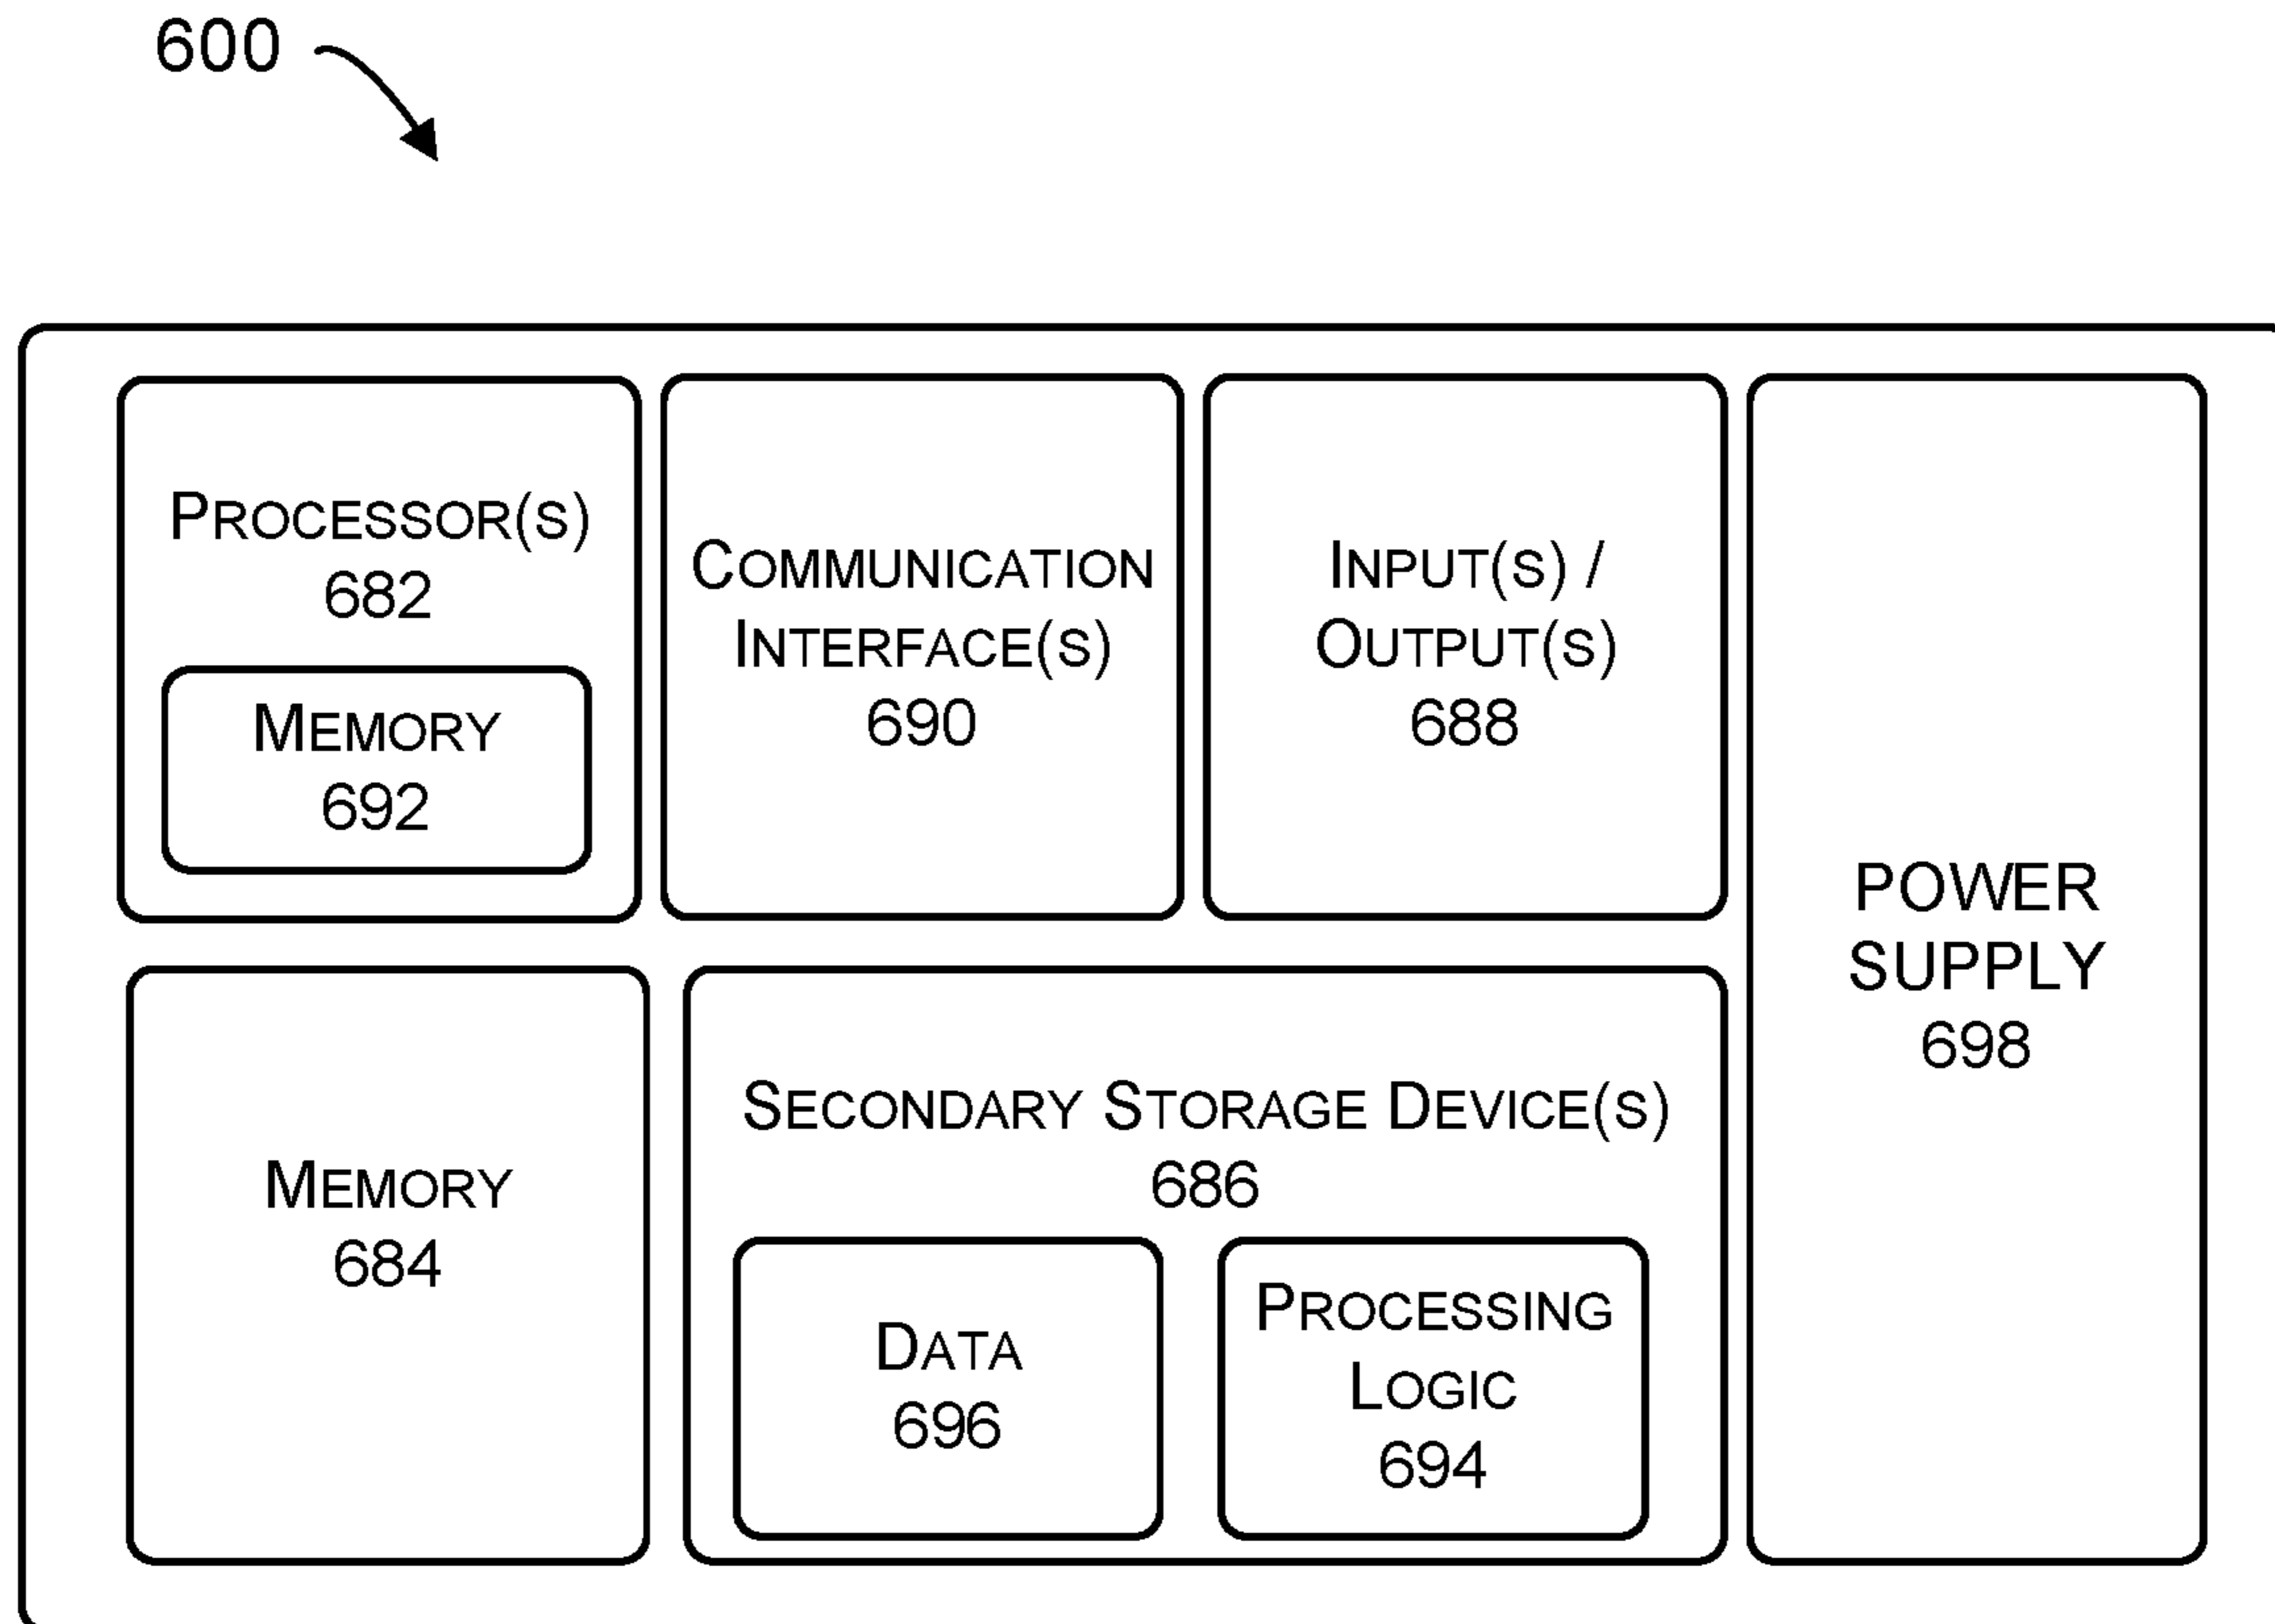 600
PROCESSOR(S)
682
MEMORY
692
COMMUNICATION
INTERFACE(S)
690
INPUT(S) /
OUTPUT(S)
688
POWER
SUPPLY
698
MEMORY
684
SECONDARY STORAGE DEVICE(S)
686
DATA
696
PROCESSING
LOGIC
694